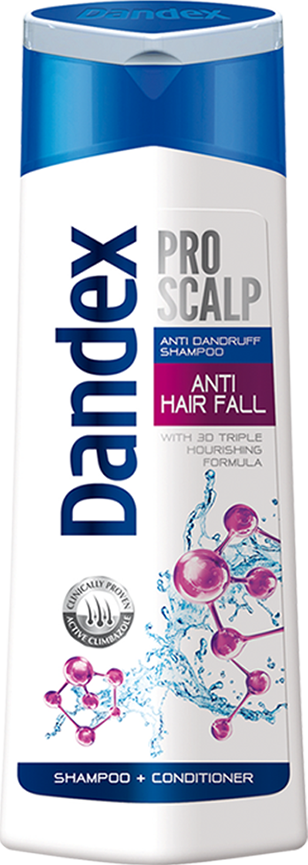 Dandex
Dandex
PRO
SCALP
ANTI DANDRUFF
SHAMPOO
ANTI
HAIR FALL
WITH 3D TRIPLE
NOURISHING
FORMULA
CLINICALLY PROVEN
ACTIVE CLIMBAZOLE
SHAMPOO + CONDITIONER